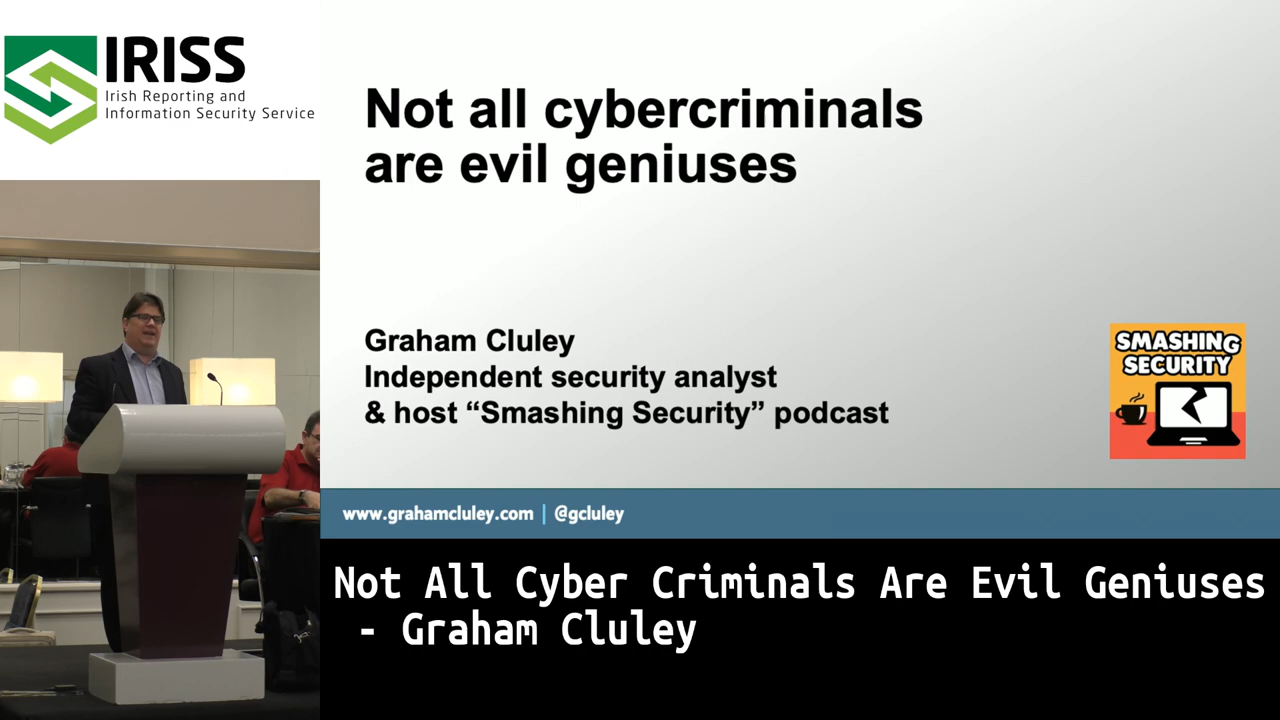 IRISS
Irish Reporting and
Information Security Service
Not all cybercriminals
are evil geniuses
Graham Cluley
Independent security analyst
& host “Smashing Security” podcast
SMASHING
SECURITY
www.grahamcluley.com | @gcluley
Not All Cyber Criminals Are Evil Geniuses
- Graham Cluley